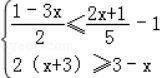 { (1-3x)/2 ≤ (2x+1)/5 - 1
2（x+3）≥3-x